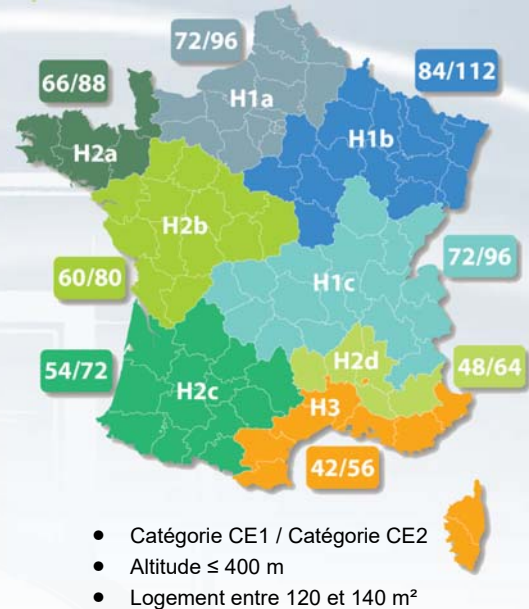 72/96
66/88
84/112
H1a
H1b
H2a
H2b
72/96
60/80
H1c
54/72
H2d
48/64
H2c
H3
42/56
• Catégorie CE1 / Catégorie CE2
• Altitude ≤ 400 m
• Logement entre 120 et 140 m²